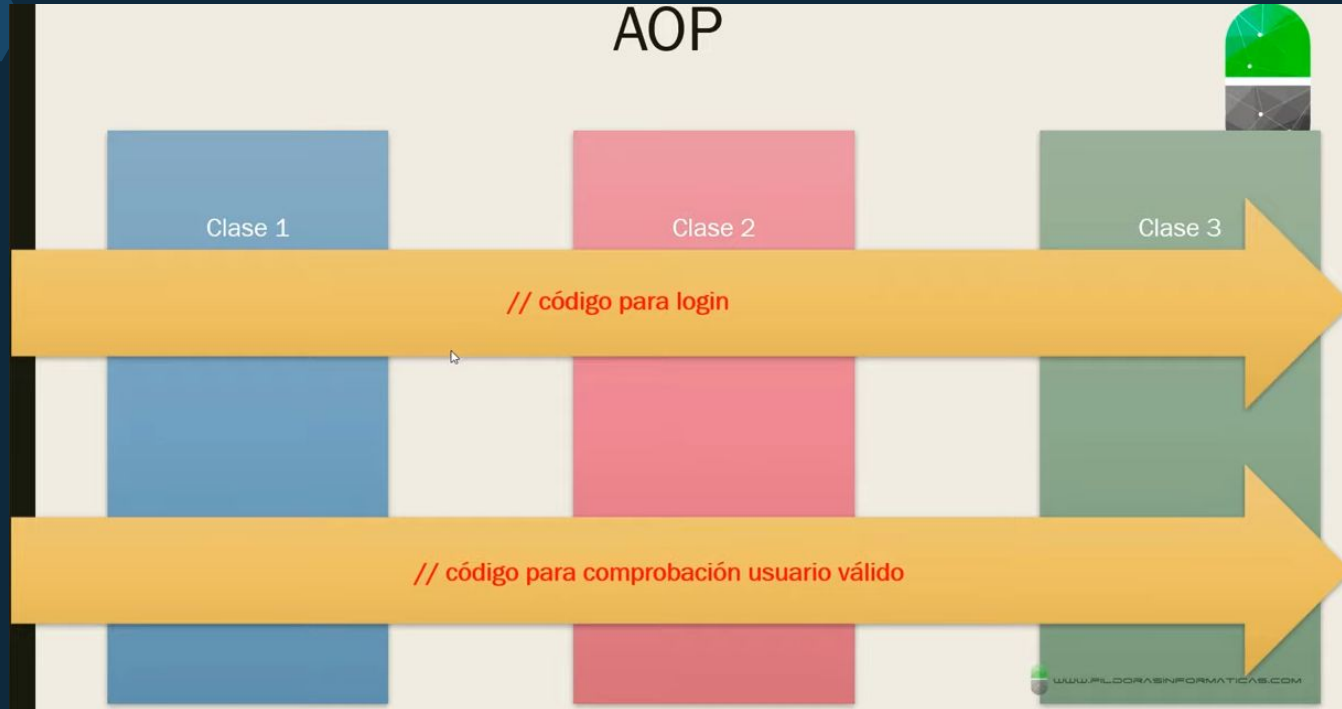 AOP
Clase 1
Clase 2
Clase 3
// código para login
// código para comprobación usuario válido
WWW.PILDORASINFORMATICAS.COM